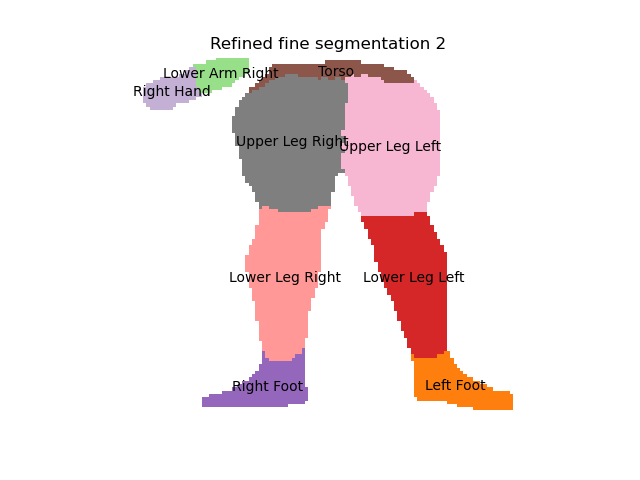 Refined fine segmentation 2
Torso
Lower Arm Right
Right Hand
Upper Leg Right
Upper Leg Left
Lower Leg Right
Lower Leg Left
Right Foot
Left Foot